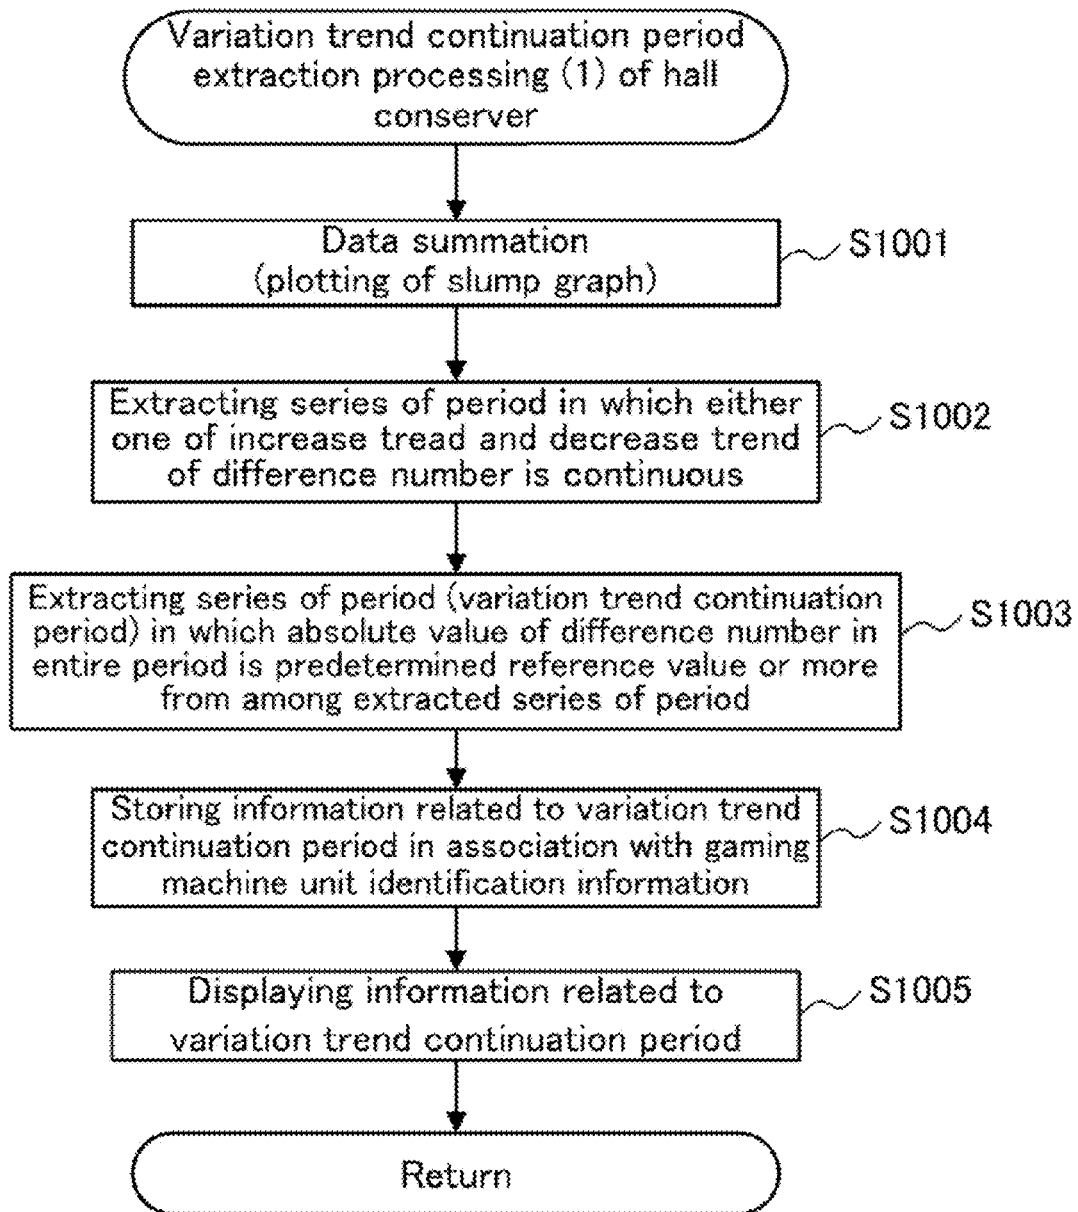 Variation trend continuation period
extraction processing (1) of hall
conserver
Data summation
(plotting of slump graph)
S1001
Extracting series of period in which either
one of increase tread and decrease trend
of difference number is continuous
S1002
Extracting series of period (variation trend continuation
period) in which absolute value of difference number in
entire period is predetermined reference value or more
from among extracted series of period
S1003
Storing information related to variation trend
continuation period in association with gaming
machine unit identification information
S1004
Displaying information related to
variation trend continuation period
S1005
Return